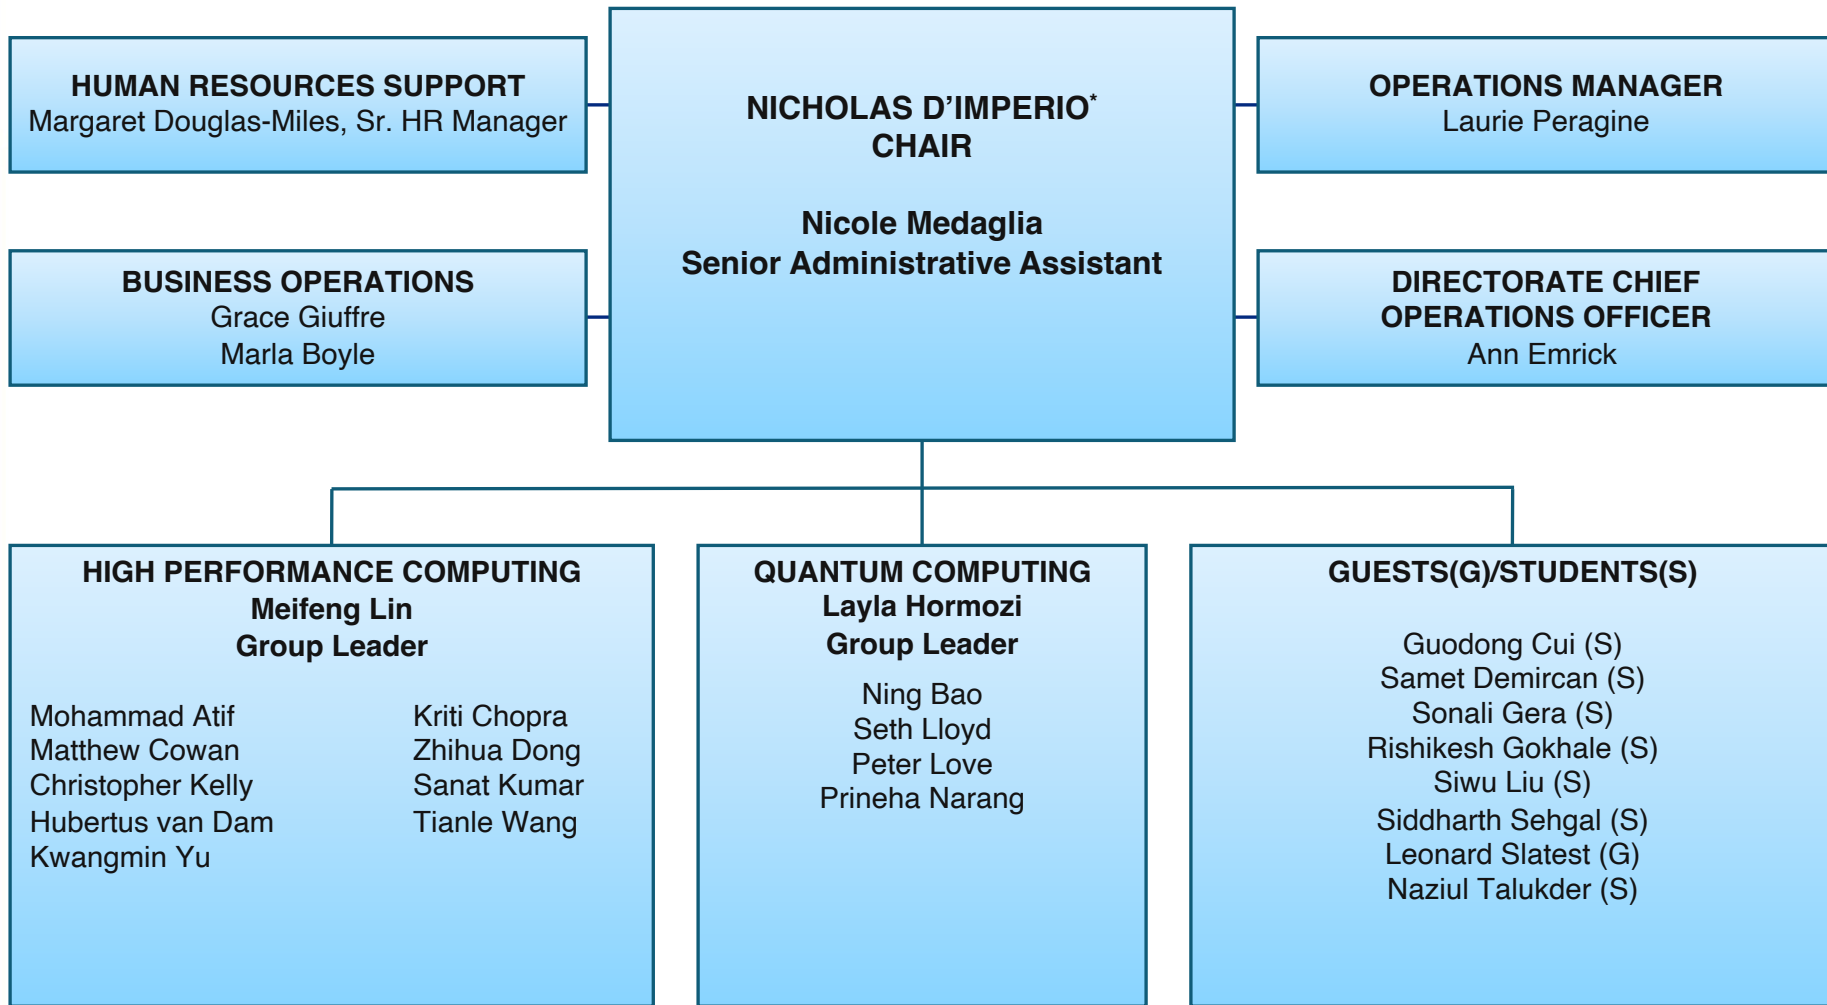 HUMAN RESOURCES SUPPORT
Margaret Douglas-Miles, Sr. HR Manager
NICHOLAS D'IMPERIO*
CHAIR
Nicole Medaglia
Senior Administrative Assistant
OPERATIONS MANAGER
Laurie Peragine
BUSINESS OPERATIONS
Grace Giuffre
Marla Boyle
DIRECTORATE CHIEF
OPERATIONS OFFICER
Ann Emrick
HIGH PERFORMANCE COMPUTING
Meifeng Lin
Group Leader
Mohammad Atif
Matthew Cowan
Christopher Kelly
Hubertus van Dam
Kwangmin Yu
Kriti Chopra
Zhihua Dong
Sanat Kumar
Tianle Wang
QUANTUM COMPUTING
Layla Hormozi
Group Leader
Ning Bao
Seth Lloyd
Peter Love
Prineha Narang
GUESTS(G)/STUDENTS(S)
Guodong Cui (S)
Samet Demircan (S)
Sonali Gera (S)
Rishikesh Gokhale (S)
Siwu Liu (S)
Siddharth Sehgal (S)
Leonard Slatest (G)
Naziul Talukder (S)